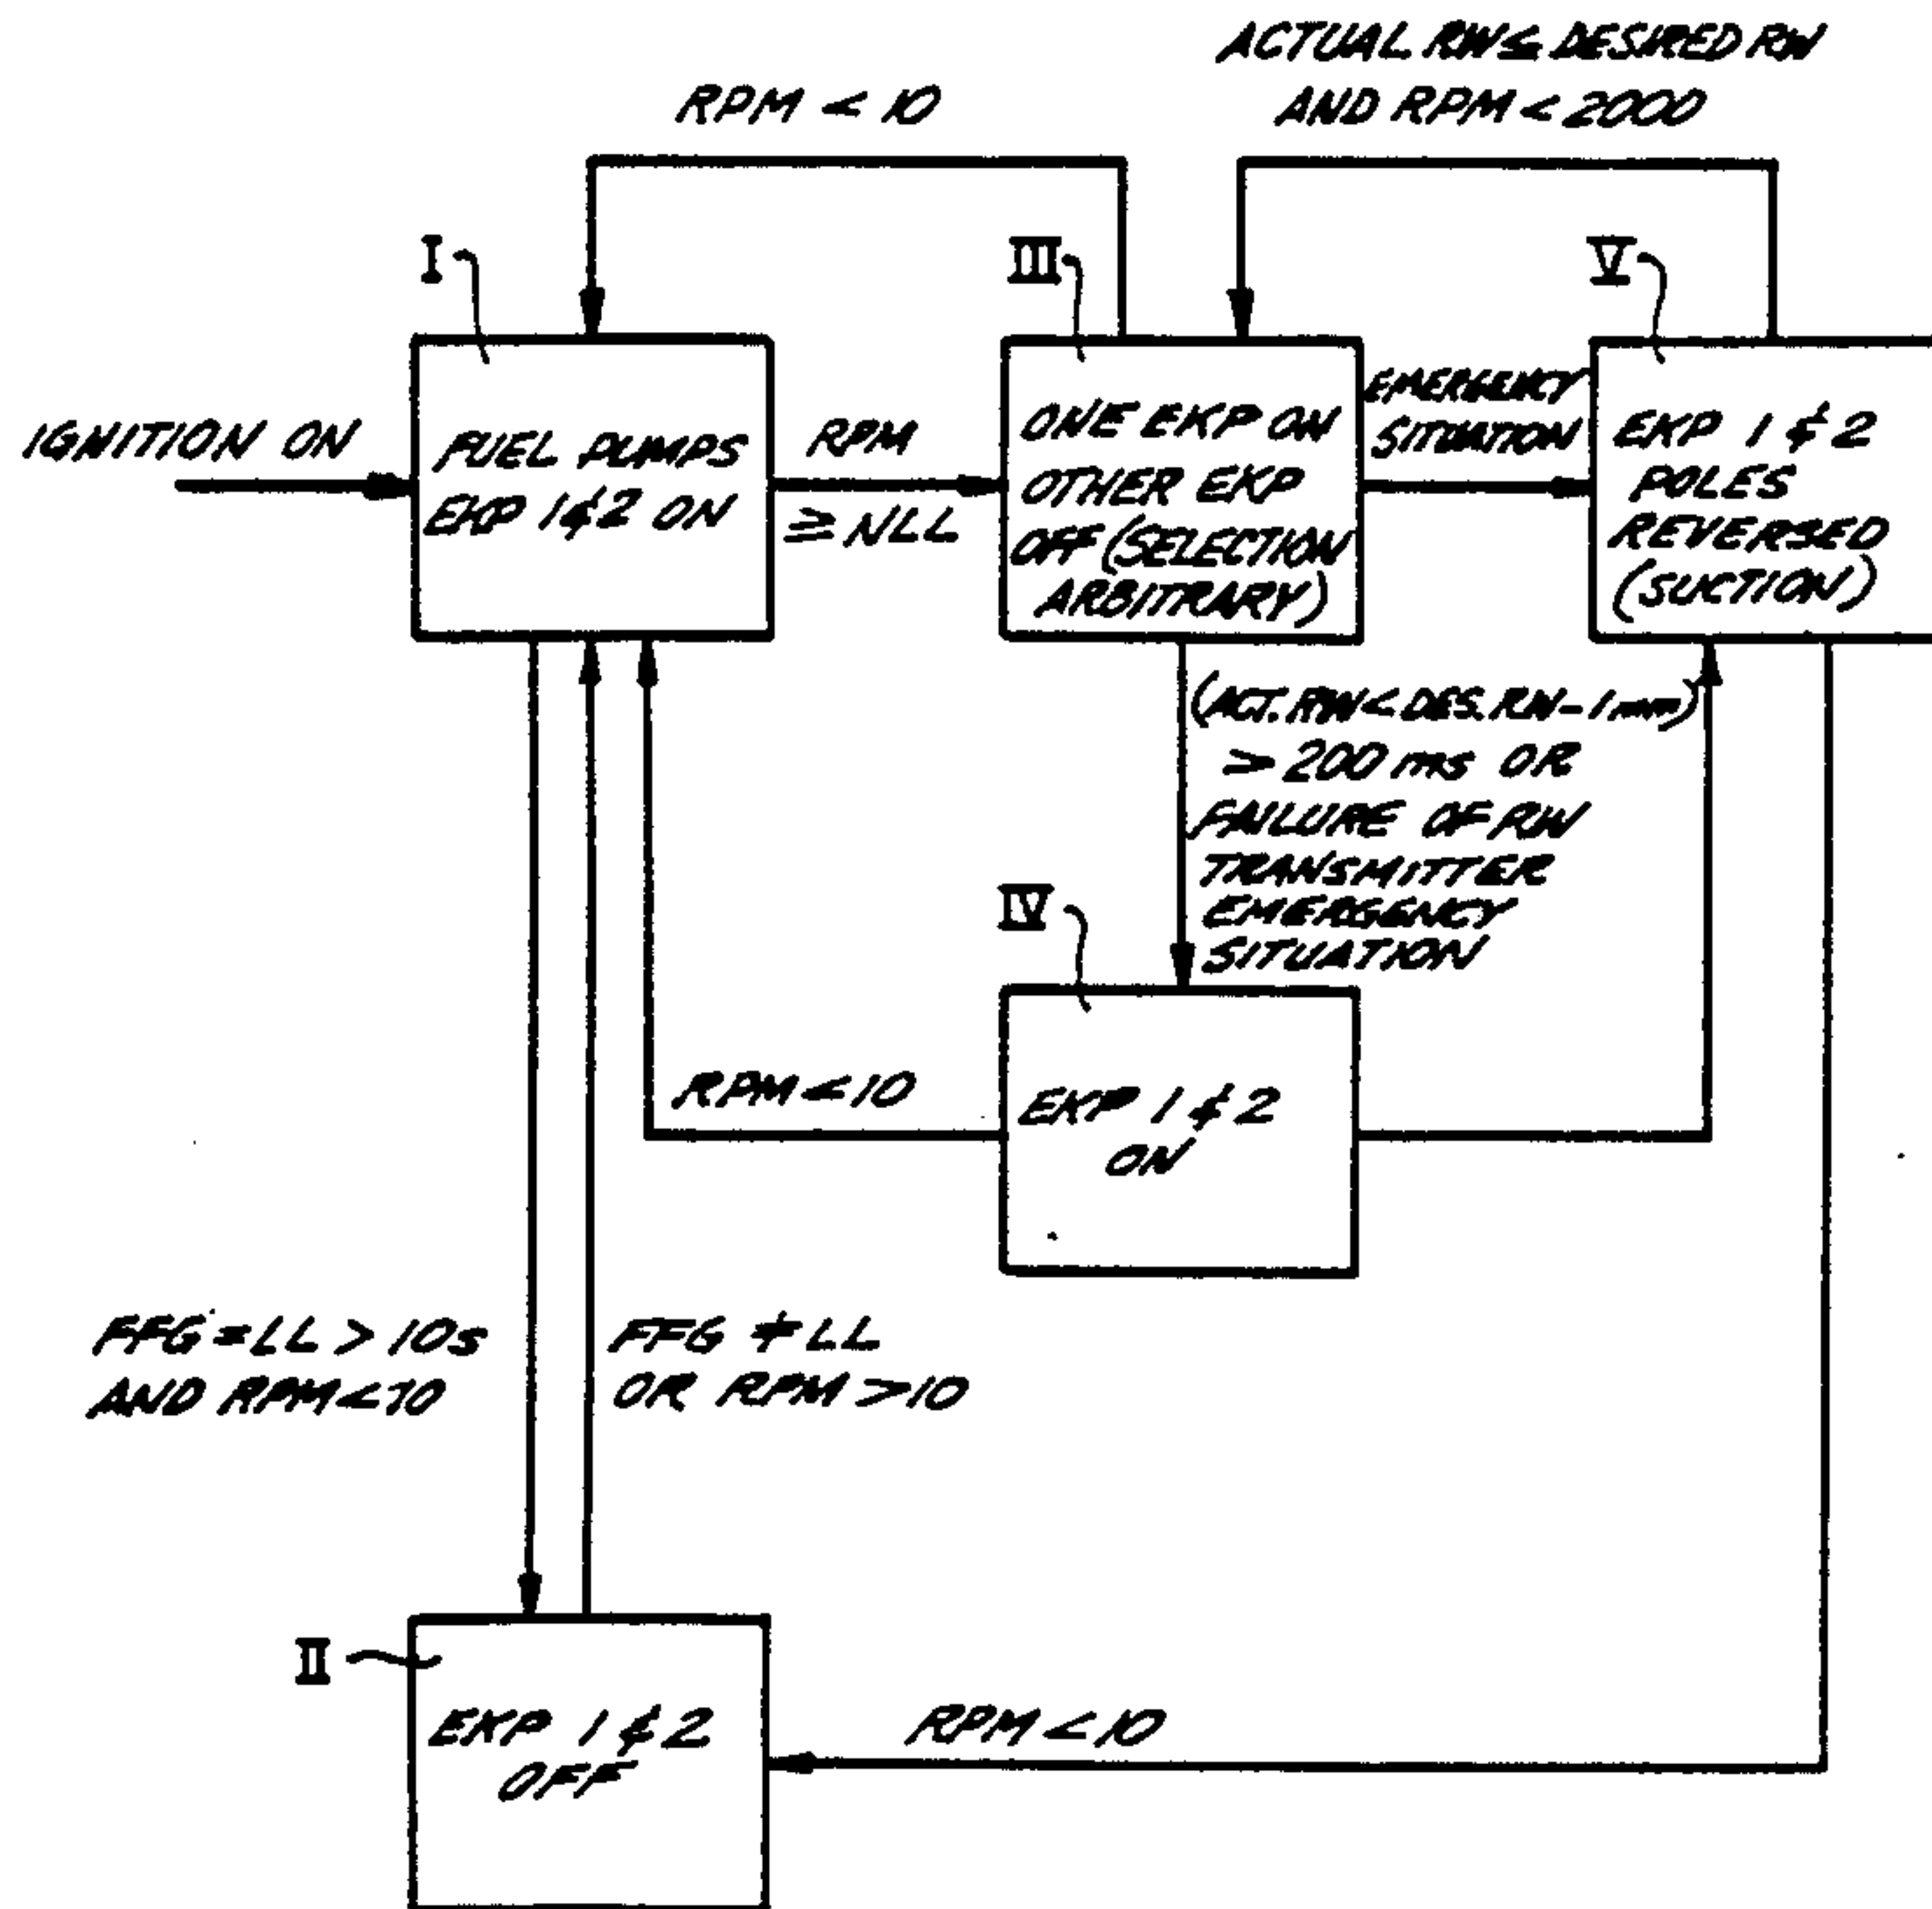 ACTUAL RW ≤ DESIRED RW
AND RPM < 2000
RPM < 10
I
III
V
IGNITION ON
FUEL PUMPS
EKP 1 & 2 ON
RPM
≥ NLL
ONE EKP ON
OTHER EKP
OFF (SELECTION
ARBITRARY)
EMERGENCY
SITUATION
EKP 1 & 2
POLES
REVERSED
(SUCTION)
(ACT. RW < DES. RW - 1 mm)
> 200 ms OR
FAILURE OF RW
TRANSMITTER
EMERGENCY
SITUATION
IV
RPM < 10
EKP 1 & 2
ON
FFG = LL > 10s
AND RPM < 10
FFG ≠ LL
OR RPM > 10
II
EKP 1 & 2
OFF
RPM < 10